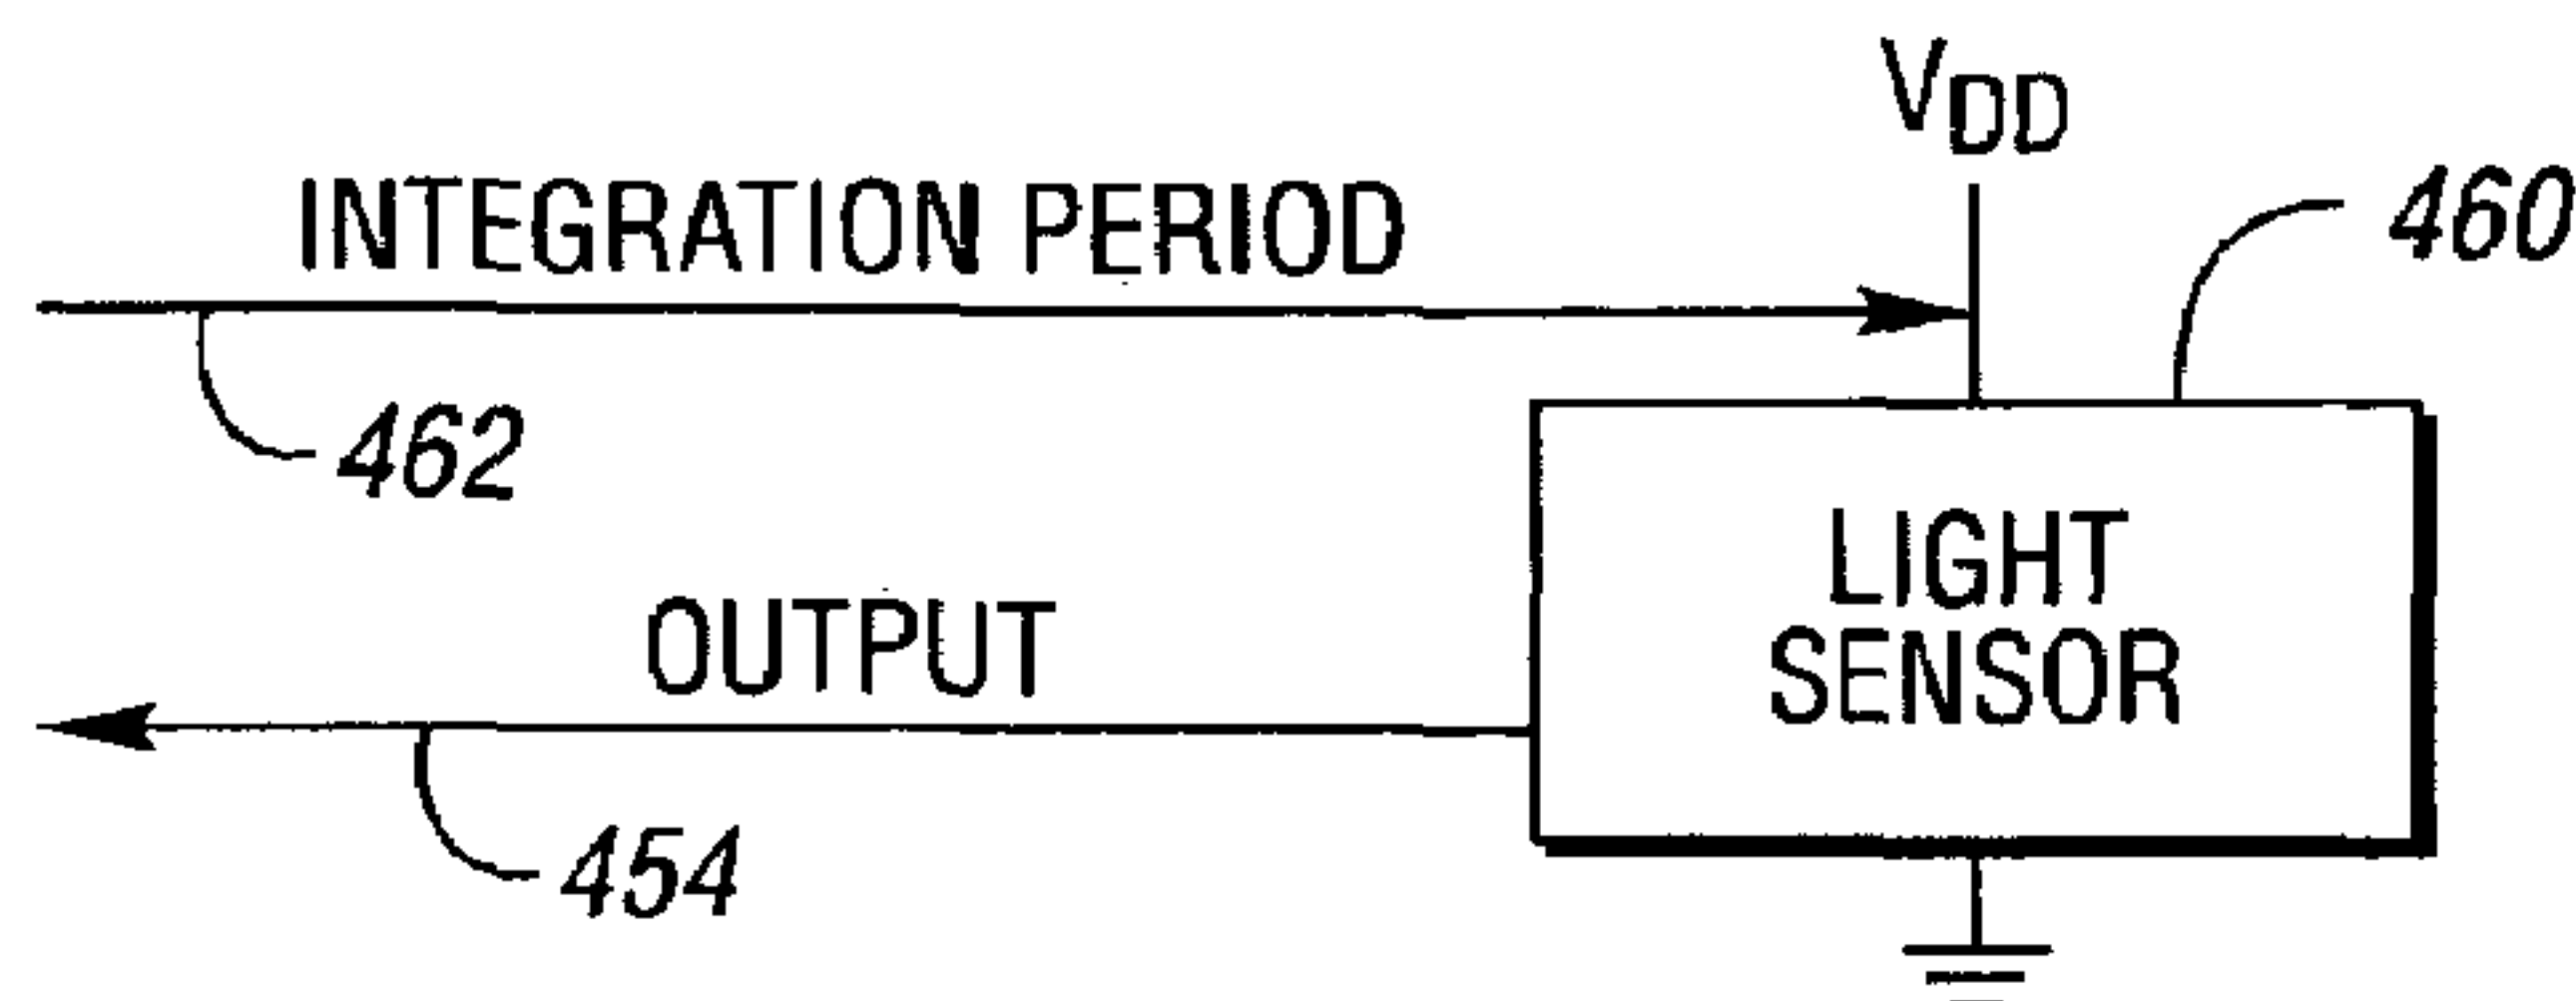 VDD
INTEGRATION PERIOD
460
462
LIGHT
SENSOR
OUTPUT
454